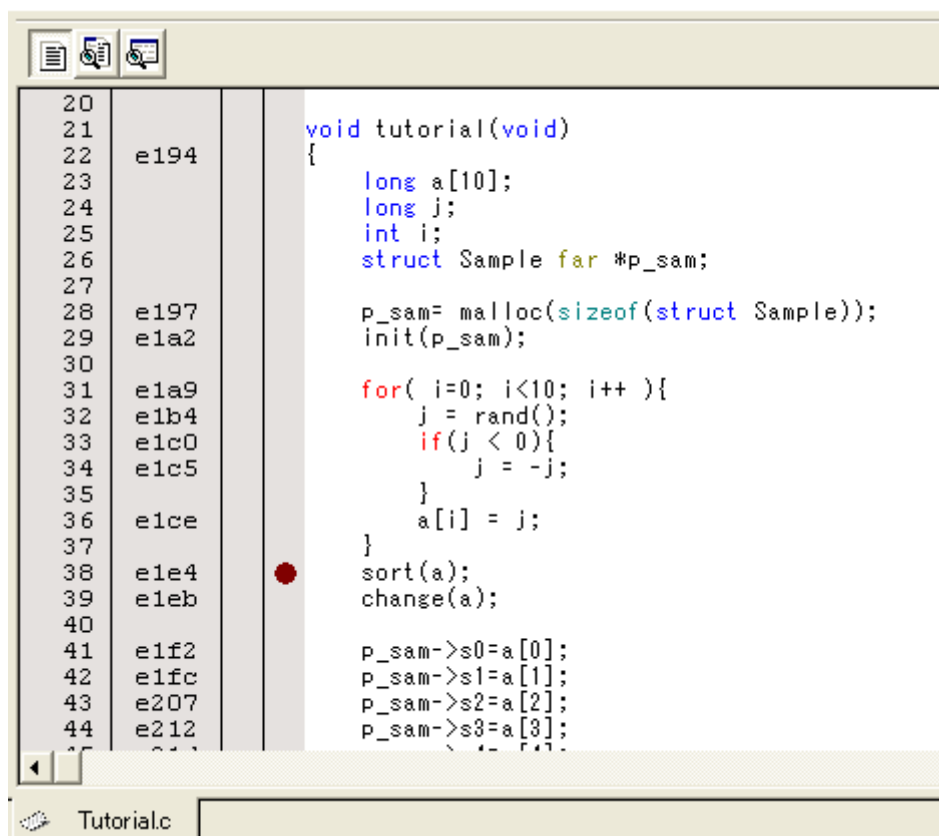 20
21 void tutorial(void)
22 e194 {
23 long a[10];
24 long j;
25 int i;
26 struct Sample far *p_sam;
27
28 e197 p_sam= malloc(sizeof(struct Sample));
29 e1a2 init(p_sam);
30
31 e1a9 for( i=0; i<10; i++ ){
32 e1b4 j = rand();
33 e1c0 if(j < 0){
34 e1c5 j = -j;
35 }
36 e1ce a[i] = j;
37 }
38 e1e4 sort(a);
39 e1eb change(a);
40
41 e1f2 p_sam->s0=a[0];
42 e1fc p_sam->s1=a[1];
43 e207 p_sam->s2=a[2];
44 e212 p_sam->s3=a[3];
Tutorial.c